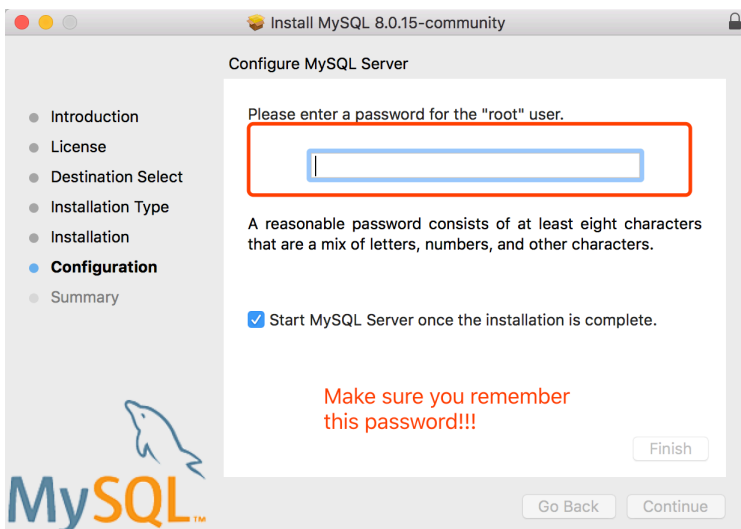 Install MySQL 8.0.15-community
Configure MySQL Server
Introduction
License
Destination Select
Installation Type
Installation
Configuration
Summary
Please enter a password for the "root" user.
A reasonable password consists of at least eight characters
that are a mix of letters, numbers, and other characters.
Start MySQL Server once the installation is complete.
Make sure you remember
this password!!!
Finish
MySQL™
Go Back
Continue